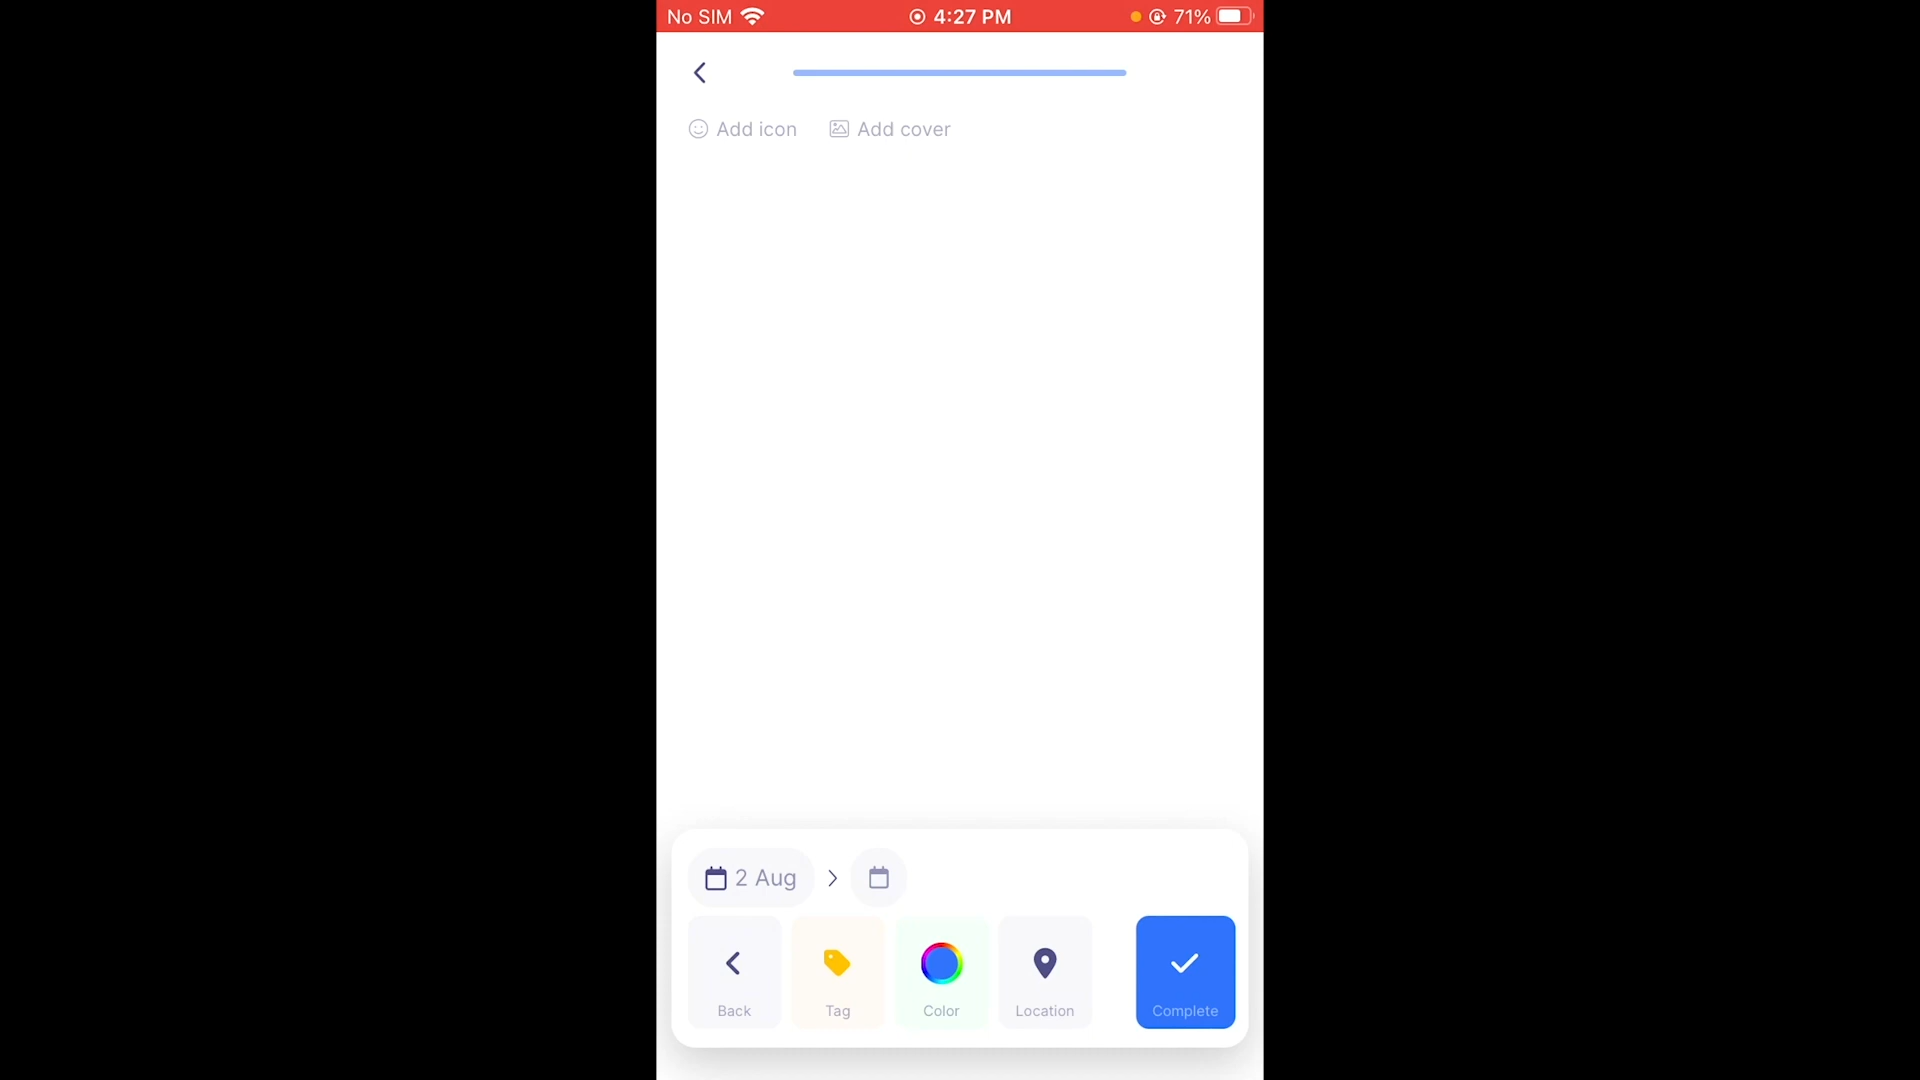 No SIM 4:27 PM 71%
Add icon Add cover
2 Aug
Back Tag Color Location Complete